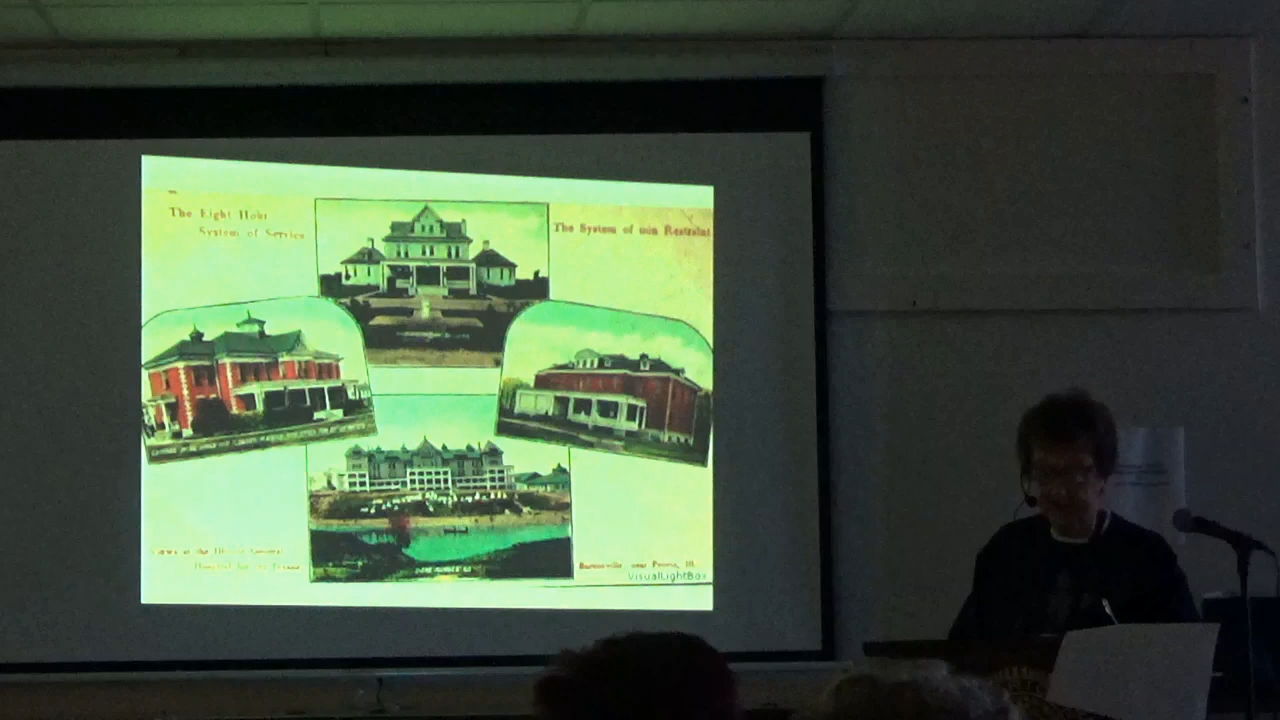 The Eight Hour
System of Service
The System of non Restraint
Views at the Illinois General
Hospital for the Insane
Bartonville, near Peoria, Ill.
VisualLightBox